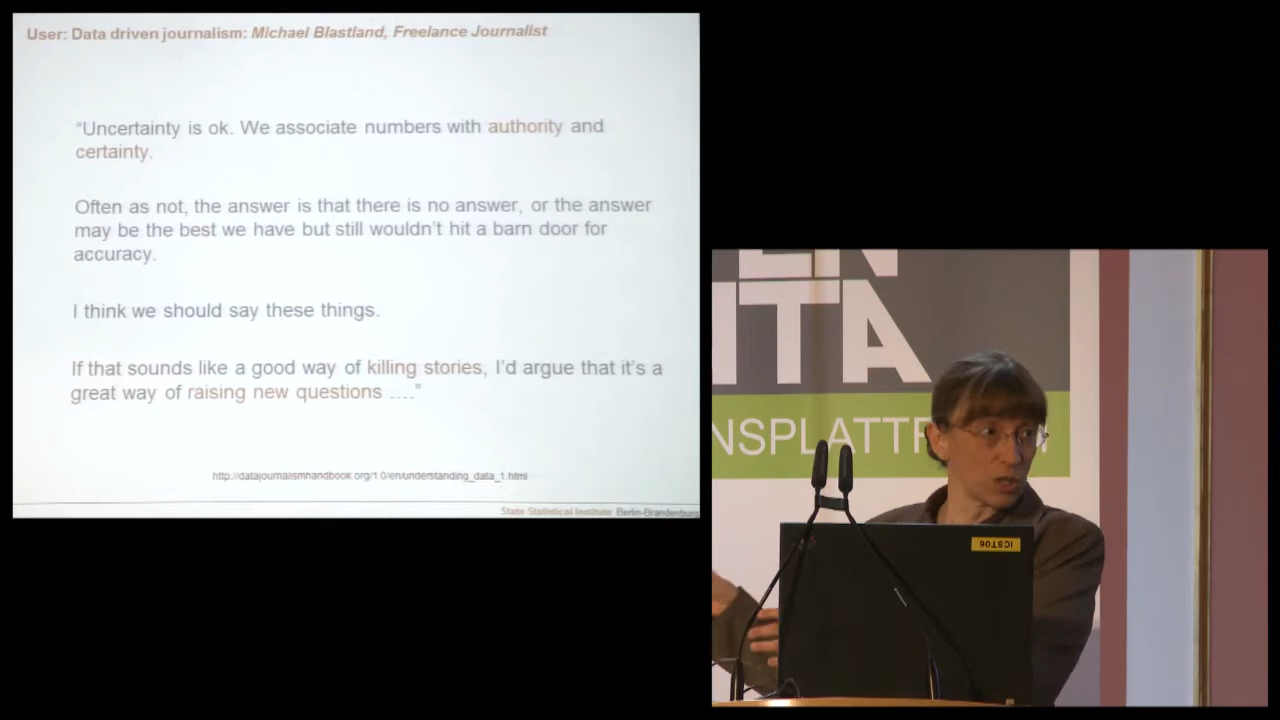 User: Data driven journalism: Michael Blastland, Freelance Journalist
“Uncertainty is ok. We associate numbers with authority and
certainty.
Often as not, the answer is that there is no answer, or the answer
may be the best we have but still wouldn’t hit a barn door for
accuracy.
I think we should say these things.
If that sounds like a good way of killing stories, I’d argue that it’s a
great way of raising new questions ....”
http://datajournalismhandbook.org/1.0/en/understanding_data_1.html
State Statistical Institute Berlin-Brandenburg
EN
TA
NSPLATTF
M
ICST06